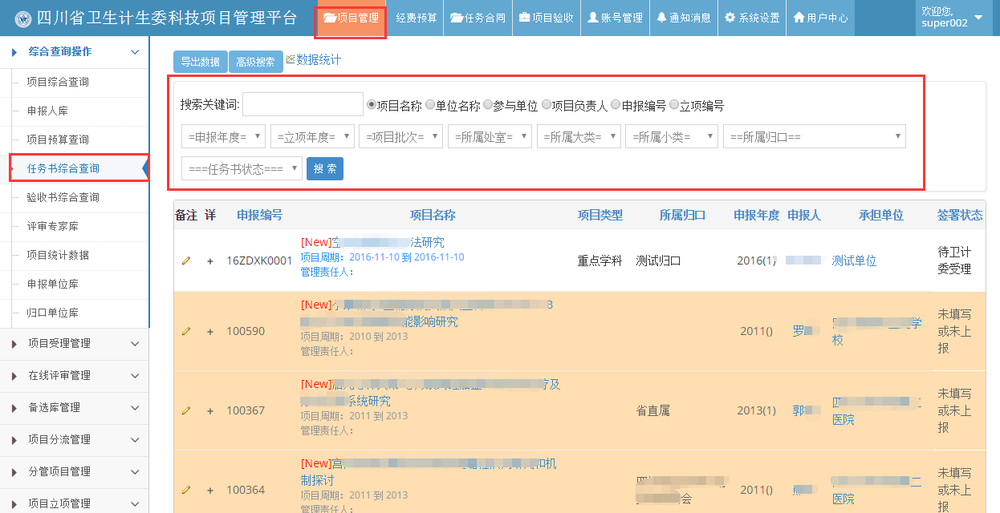 四川省卫生计生委科技项目管理平台
项目管理
经费预算
任务合同
项目验收
账号管理
通知消息
系统设置
用户中心
欢迎您,
super002
综合查询操作
项目综合查询
申报人库
项目预算查询
任务书综合查询
验收书综合查询
评审专家库
项目统计数据
申报单位库
归口单位库
项目受理管理
在线评审管理
备选库管理
项目分流管理
分管项目管理
项目立项管理
导出数据
高级搜索
数据统计
搜索关键词:
项目名称 单位名称 参与单位 项目负责人 申报编号 立项编号
=申报年度=
=立项年度=
=项目批次=
=所属处室=
=所属大类=
=所属小类=
==所属归口==
===任务书状态===
搜 索
备注 详 申报编号 项目名称 项目类型 所属归口 申报年度 申报人 承担单位 签署状态
+ 16ZDXK0001
[New] 法研究
项目周期：2016-11-10 到 2016-11-10
管理责任人：
重点学科 测试归口 2016(1) 测试单位
待卫计
委受理
+ 100590
[New]
能影响研究
项目周期：2010 到 2013
管理责任人：
2011() 罗
学
校
未填写
或未上
报
+ 100367
[New] 疗及
系统研究
项目周期：2011 到 2013
管理责任人：
省直属 2013(1) 郭
四
医院
未填写
或未上
报
+ 100364
[New] 和机
制探讨
项目周期：2011 到 2013
管理责任人：
会
2011()
二
医院
未填写
或未上
报